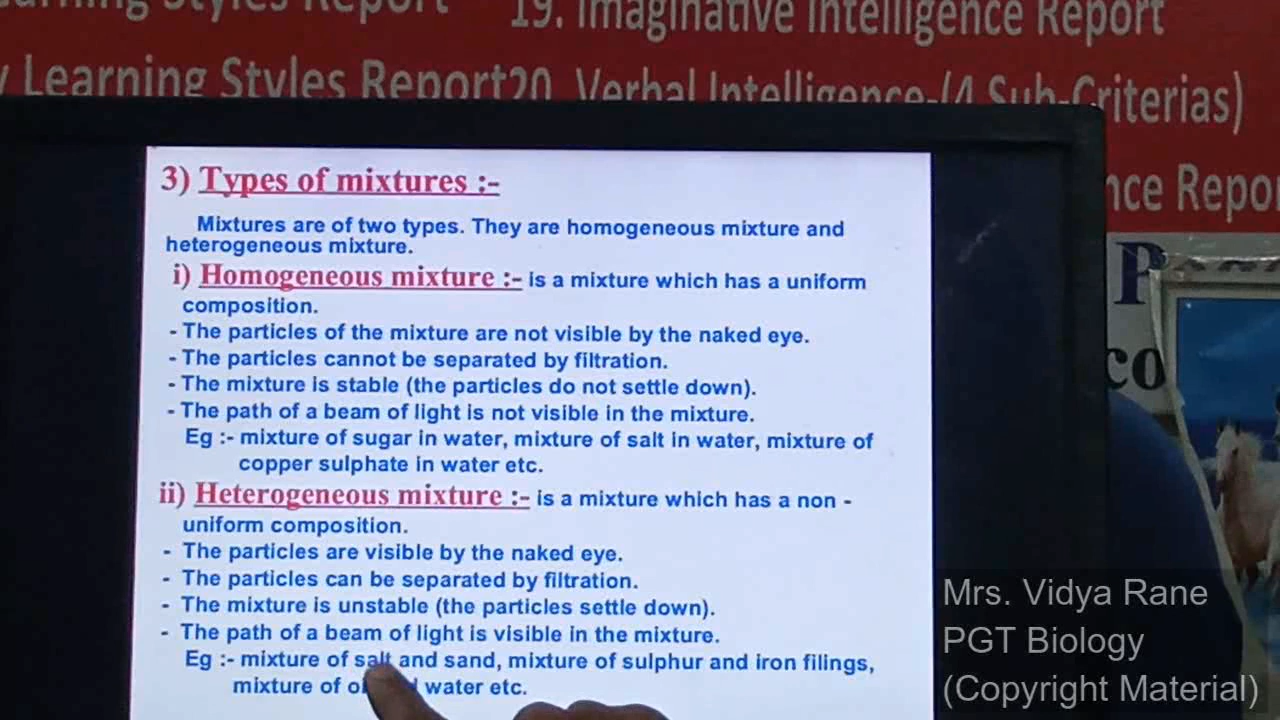 Learning Styles Report
19. Imaginative Intelligence Report
Learning Styles Report
20. Verbal Intelligence-(4 Sub-Criterias)
3) Types of mixtures :-
Mixtures are of two types. They are homogeneous mixture and
heterogeneous mixture.
i) Homogeneous mixture :- is a mixture which has a uniform
composition.
- The particles of the mixture are not visible by the naked eye.
- The particles cannot be separated by filtration.
- The mixture is stable (the particles do not settle down).
- The path of a beam of light is not visible in the mixture.
Eg :- mixture of sugar in water, mixture of salt in water, mixture of
copper sulphate in water etc.
ii) Heterogeneous mixture :- is a mixture which has a non -
uniform composition.
- The particles are visible by the naked eye.
- The particles can be separated by filtration.
- The mixture is unstable (the particles settle down).
- The path of a beam of light is visible in the mixture.
Eg :- mixture of salt and sand, mixture of sulphur and iron filings,
mixture of water etc.
Mrs. Vidya Rane
PGT Biology
(Copyright Material)